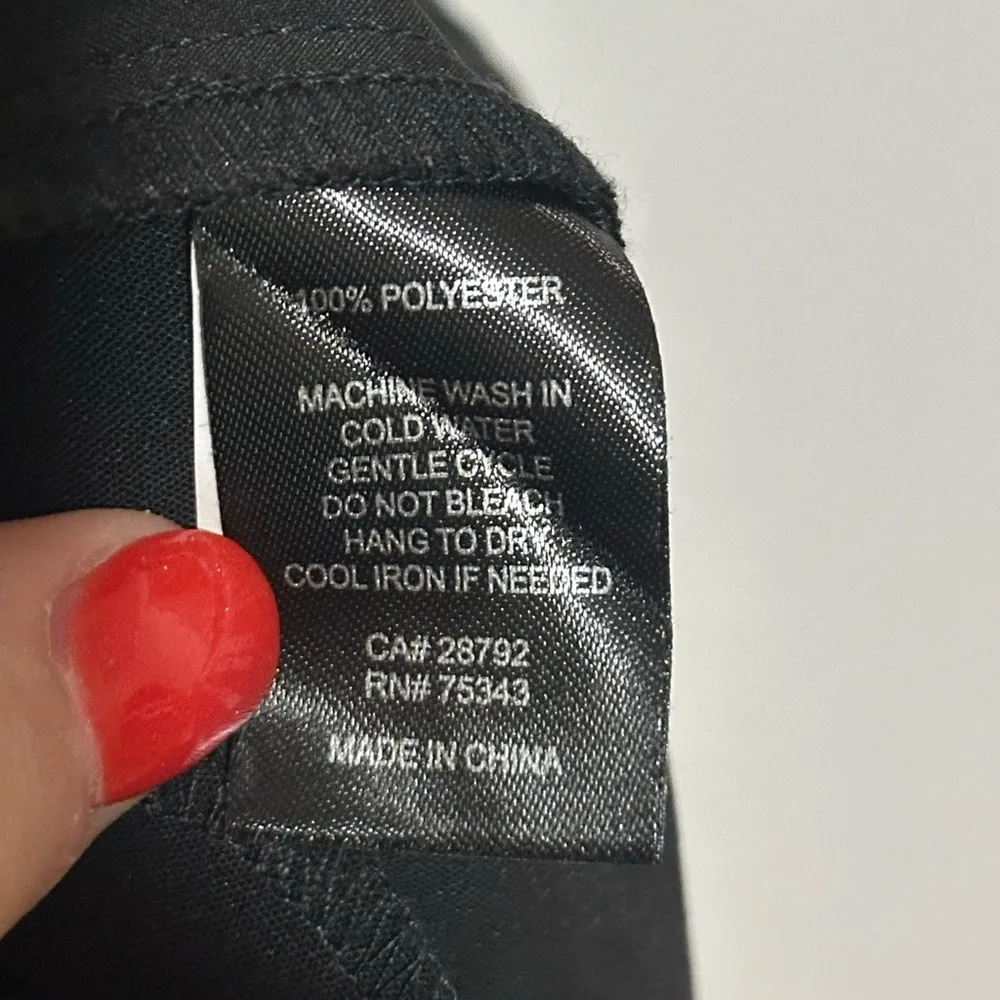 100% POLYESTER
MACHINE WASH IN
COLD WATER
GENTLE CYCLE
DO NOT BLEACH
HANG TO DRY
COOL IRON IF NEEDED
CA# 28792
RN# 75343
MADE IN CHINA